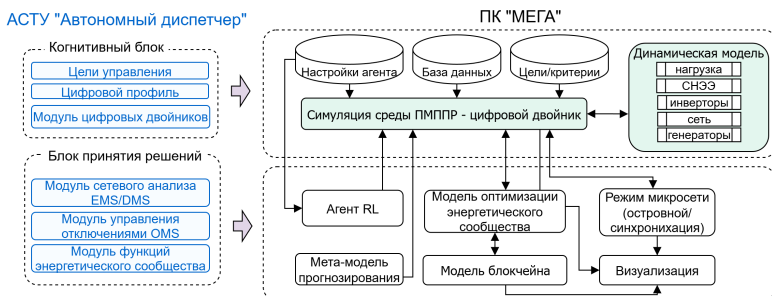 АСТУ "Автономный диспетчер"
Когнитивный блок
Цели управления
Цифровой профиль
Модуль цифровых двойников
Блок принятия решений
Модуль сетевого анализа
EMS/DMS
Модуль управления
отключениями OMS
Модуль функций
энергетического сообщества
ПК "МЕГА"
Настройки агента
База данных
Цели/критерии
Симуляция среды ПМППР - цифровой двойник
Динамическая модель
нагрузка
СНЭЭ
инверторы
сеть
генераторы
Агент RL
Модель оптимизации
энергетического
сообщества
Режим микросети
(островной/
синхронихация)
Мета-модель
прогнозирования
Модель блокчейна
Визуализация